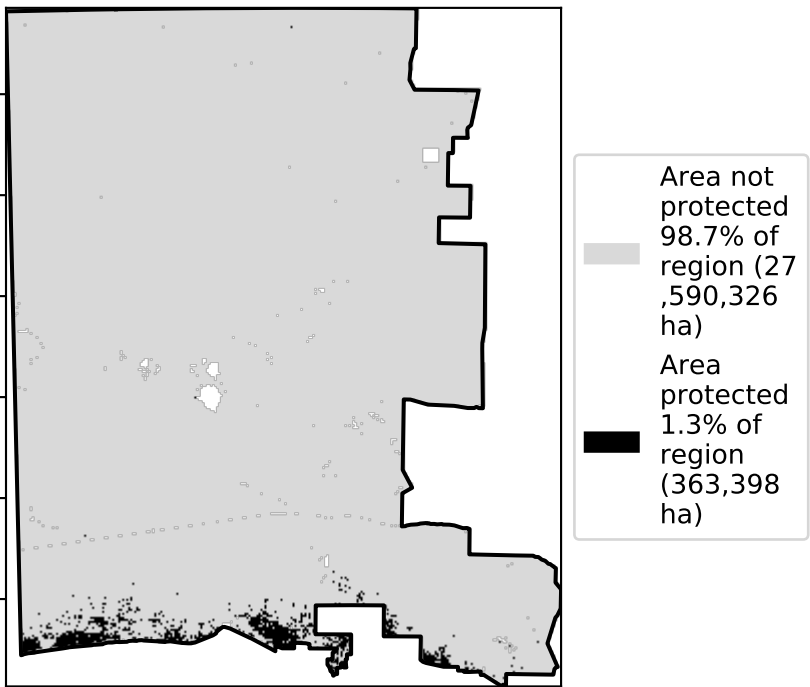 Area not
protected
98.7% of
region (27
,590,326
ha)
Area
protected
1.3% of
region
(363,398
ha)